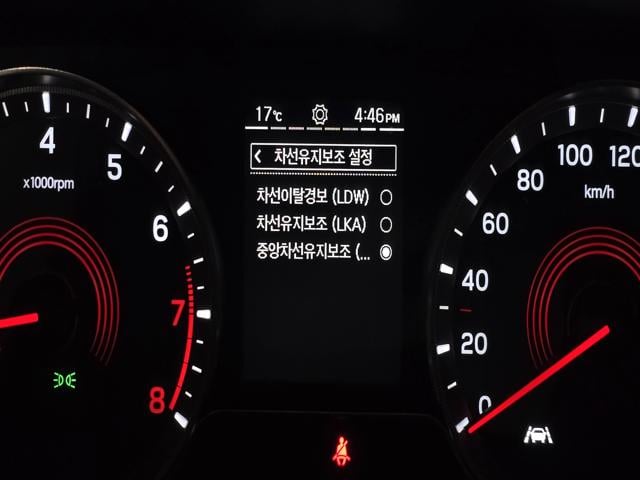 17℃ 4:46PM
< 차선유지보조 설정
차선이탈경보 (LDW)
차선유지보조 (LKA)
중앙차선유지보조 (...
4
5
6
7
8
x1000rpm
0
20
40
60
80
100
120
km/h